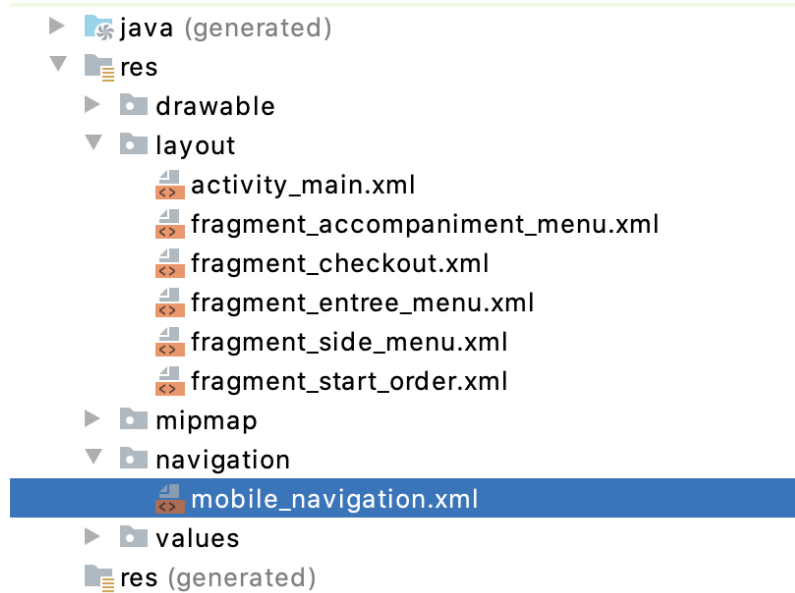 java (generated)
res
drawable
layout
activity_main.xml
fragment_accompaniment_menu.xml
fragment_checkout.xml
fragment_entree_menu.xml
fragment_side_menu.xml
fragment_start_order.xml
mipmap
navigation
mobile_navigation.xml
values
res (generated)